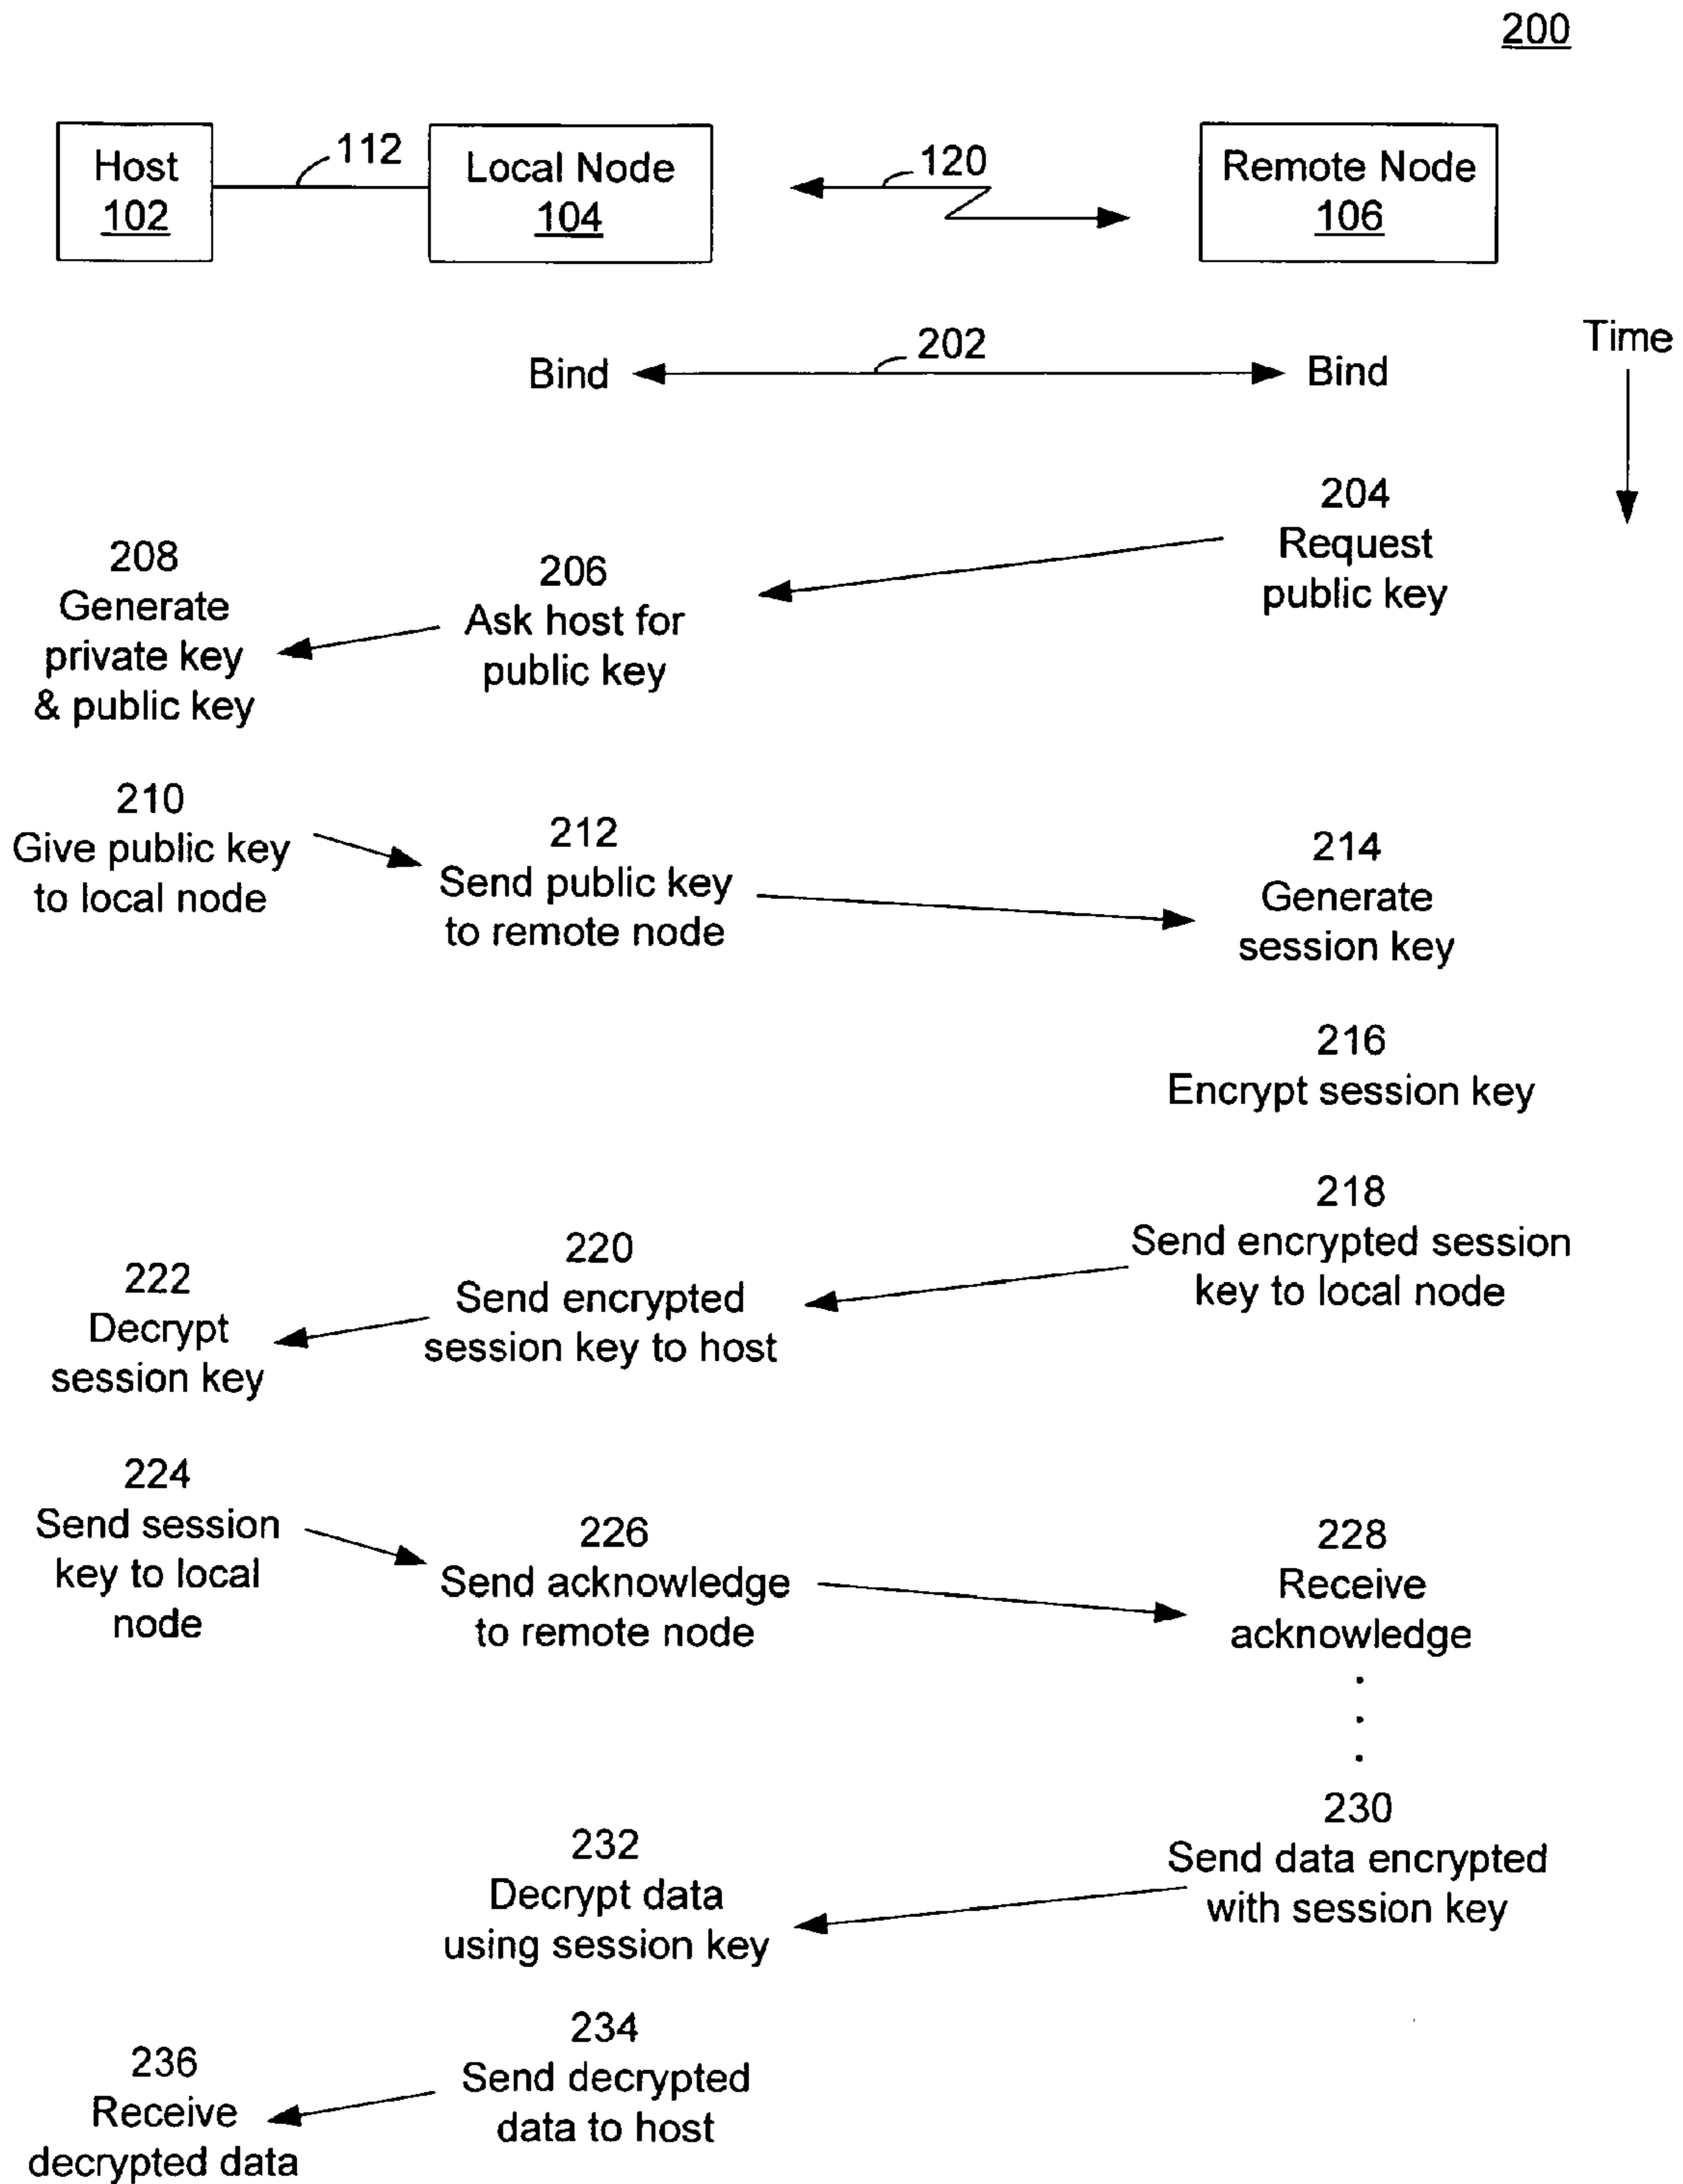 200
Host
102
112
Local Node
104
120
Remote Node
106
Bind
202
Bind
Time
204
Request
public key
206
Ask host for
public key
208
Generate
private key
& public key
210
Give public key
to local node
212
Send public key
to remote node
214
Generate
session key
216
Encrypt session key
218
Send encrypted session
key to local node
220
Send encrypted
session key to host
222
Decrypt
session key
224
Send session
key to local
node
226
Send acknowledge
to remote node
228
Receive
acknowledge
230
Send data encrypted
with session key
232
Decrypt data
using session key
234
Send decrypted
data to host
236
Receive
decrypted data